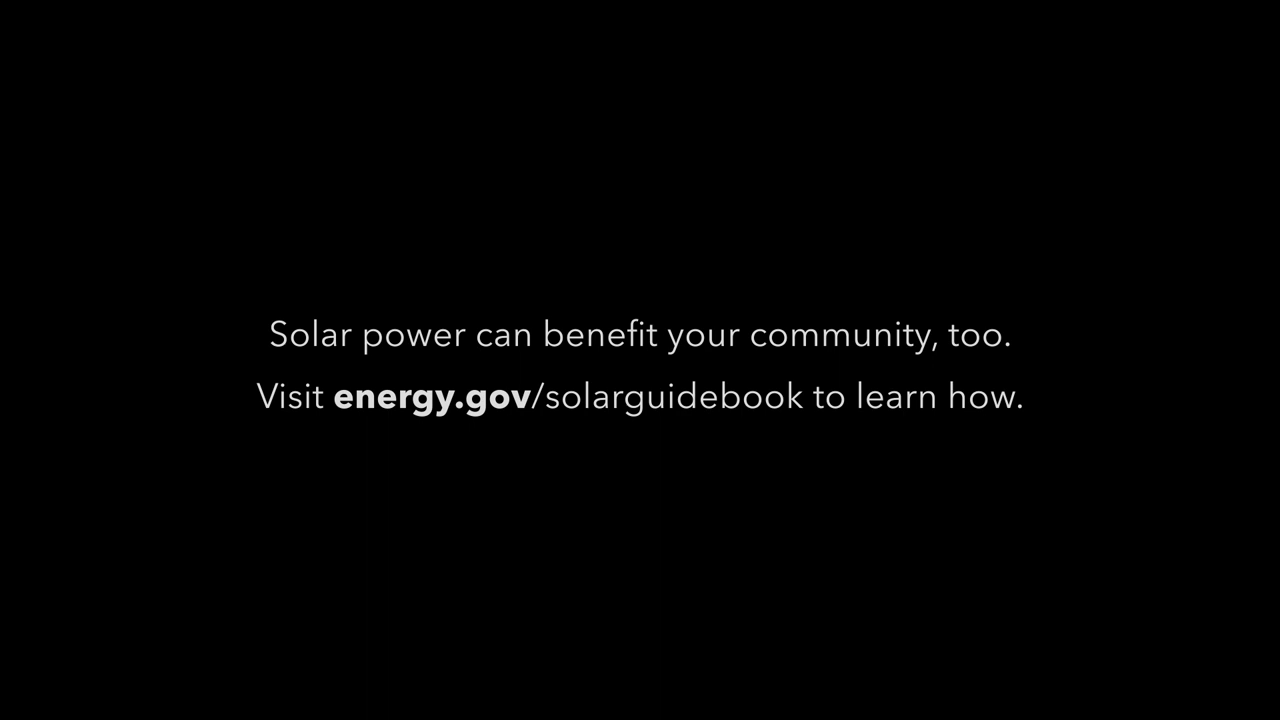 Solar power can benefit your community, too.
Visit energy.gov/solarguidebook to learn how.